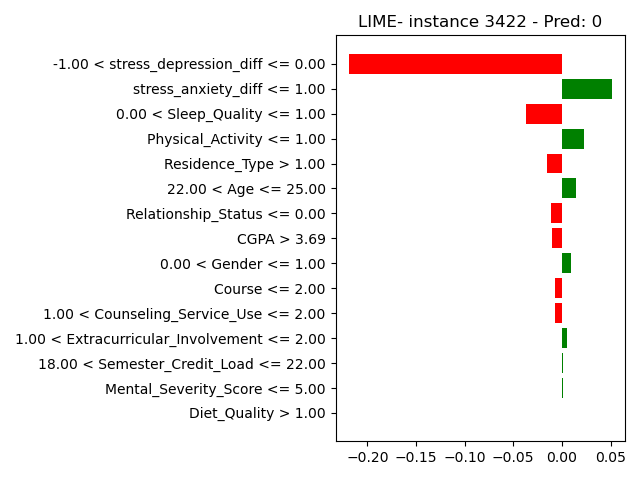 LIME- instance 3422 - Pred: 0
-1.00 < stress_depression_diff <= 0.00
stress_anxiety_diff <= 1.00
0.00 < Sleep_Quality <= 1.00
Physical_Activity <= 1.00
Residence_Type > 1.00
22.00 < Age <= 25.00
Relationship_Status <= 0.00
CGPA > 3.69
0.00 < Gender <= 1.00
Course <= 2.00
1.00 < Counseling_Service_Use <= 2.00
1.00 < Extracurricular_Involvement <= 2.00
18.00 < Semester_Credit_Load <= 22.00
Mental_Severity_Score <= 5.00
Diet_Quality > 1.00
−0.20 −0.15 −0.10 −0.05 0.00 0.05